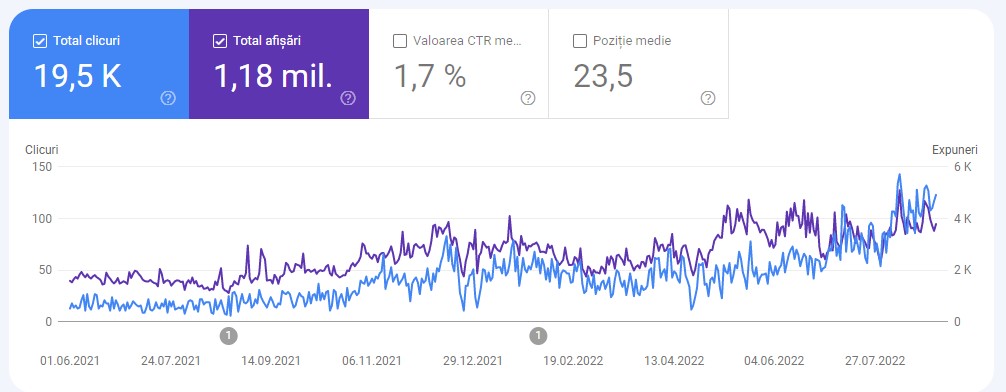 Total clicuri
Total afișări
Valoarea CTR me...
Poziție medie
19,5 K
1,18 mil.
1,7 %
23,5
Clicuri
Expuneri
150
6 K
100
4 K
50
2 K
0
0
1
1
01.06.2021
24.07.2021
14.09.2021
06.11.2021
29.12.2021
19.02.2022
13.04.2022
04.06.2022
27.07.2022